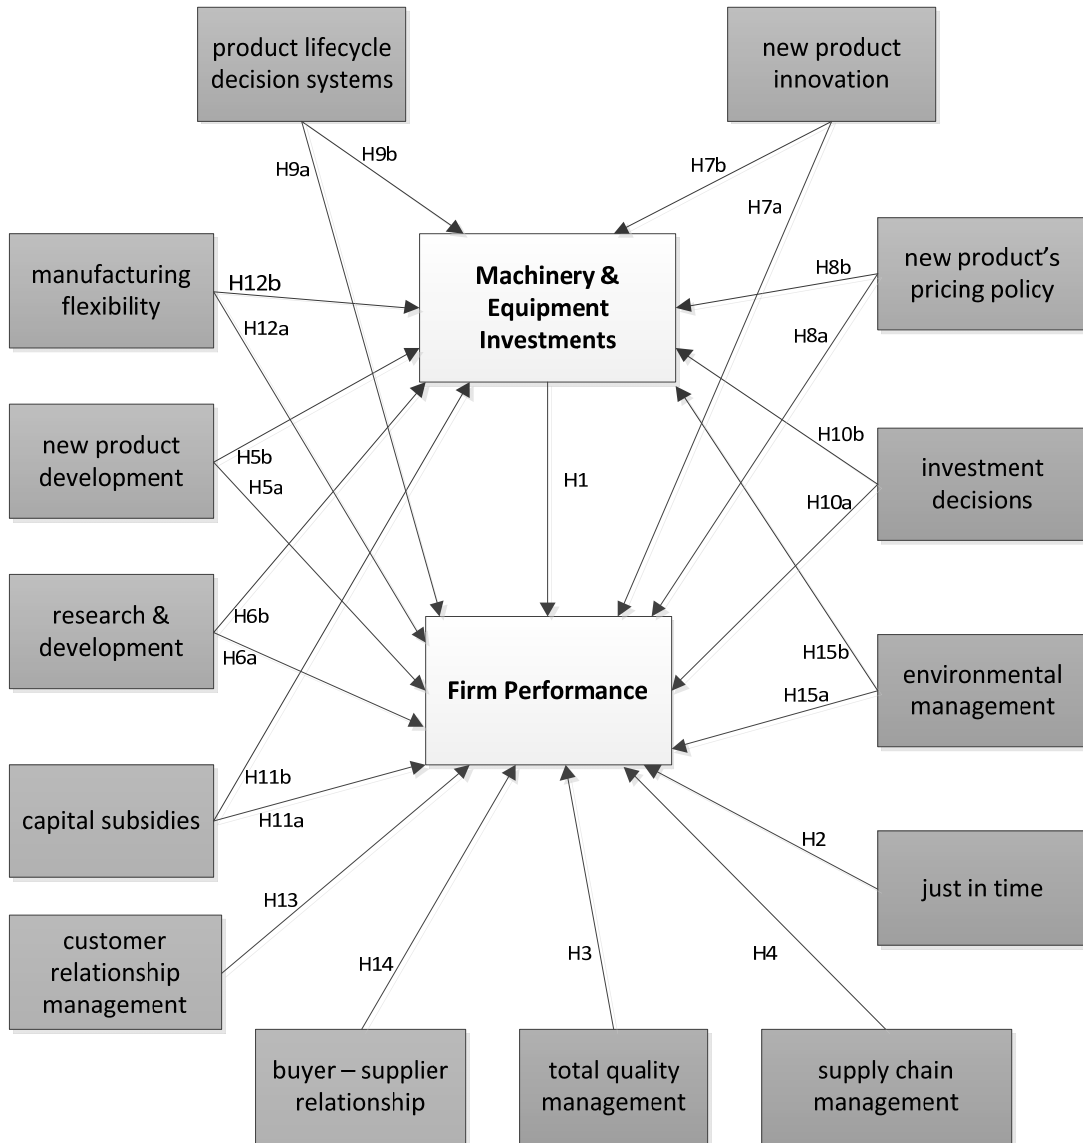 product lifecycle
decision systems
new product
innovation
H9b
H9a
H7b
H7a
manufacturing
flexibility
H12b
H12a
Machinery &
Equipment
Investments
H8b
H8a
new product's
pricing policy
new product
development
H5b
H5a
H1
H10b
H10a
investment
decisions
research &
development
H6b
H6a
Firm Performance
H15b
H15a
environmental
management
capital subsidies
H11b
H11a
H2
just in time
customer
relationship
management
H13
H14
H3
H4
buyer – supplier
relationship
total quality
management
supply chain
management